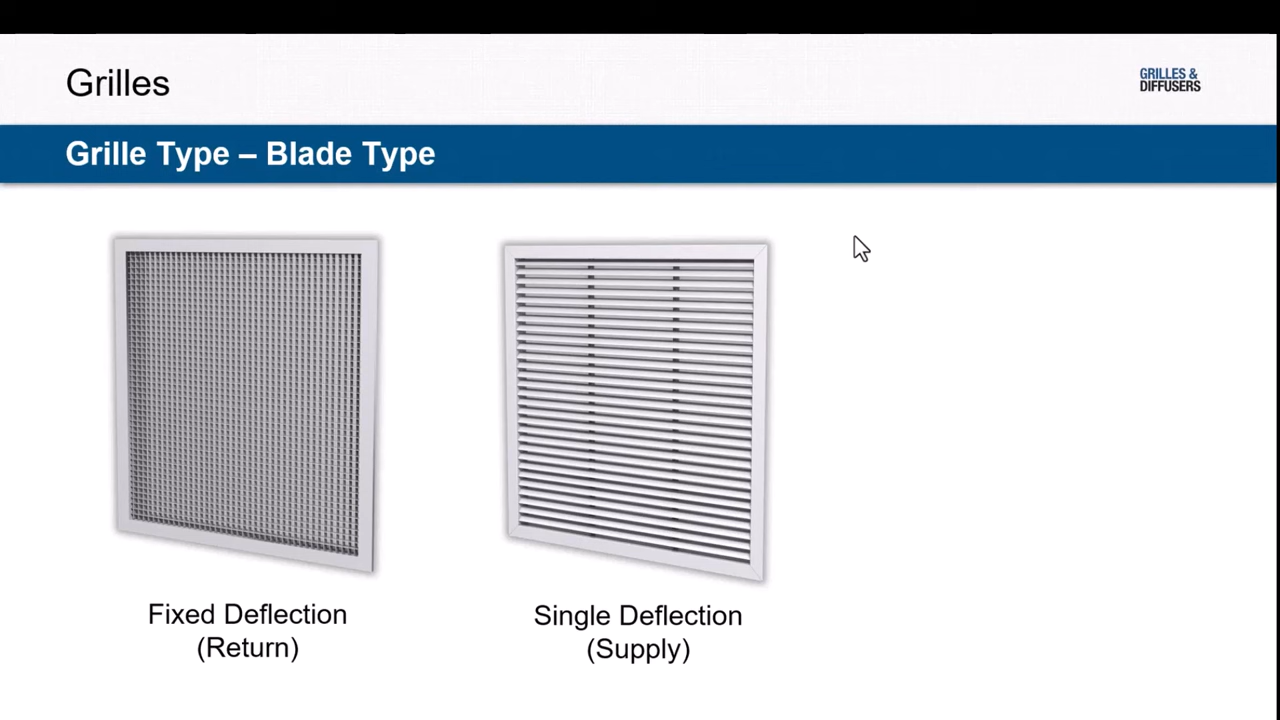 Grilles
GRILLES &
DIFFUSERS
Grille Type – Blade Type
Fixed Deflection
(Return)
Single Deflection
(Supply)